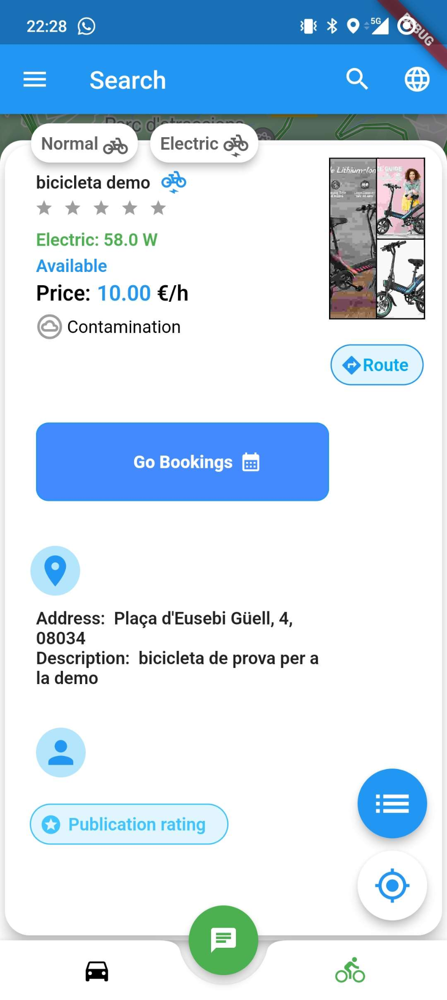 22:28
5G
DEBUG
Search
Parc d'atraccions
Normal
Electric
bicicleta demo
Lithium-Ion
E GUIDE
Electric: 58.0 W
Available
Price: 10.00 €/h
Contamination
Route
Go Bookings
Address:  Plaça d'Eusebi Güell, 4,
08034
Description:  bicicleta de prova per a
la demo
Publication rating